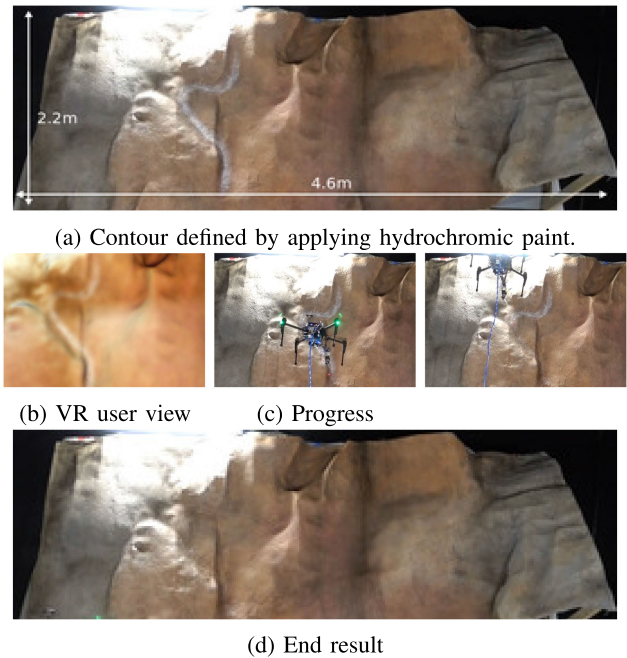 2.2m
4.6m
(a) Contour defined by applying hydrochromic paint.
(b) VR user view
(c) Progress
(d) End result